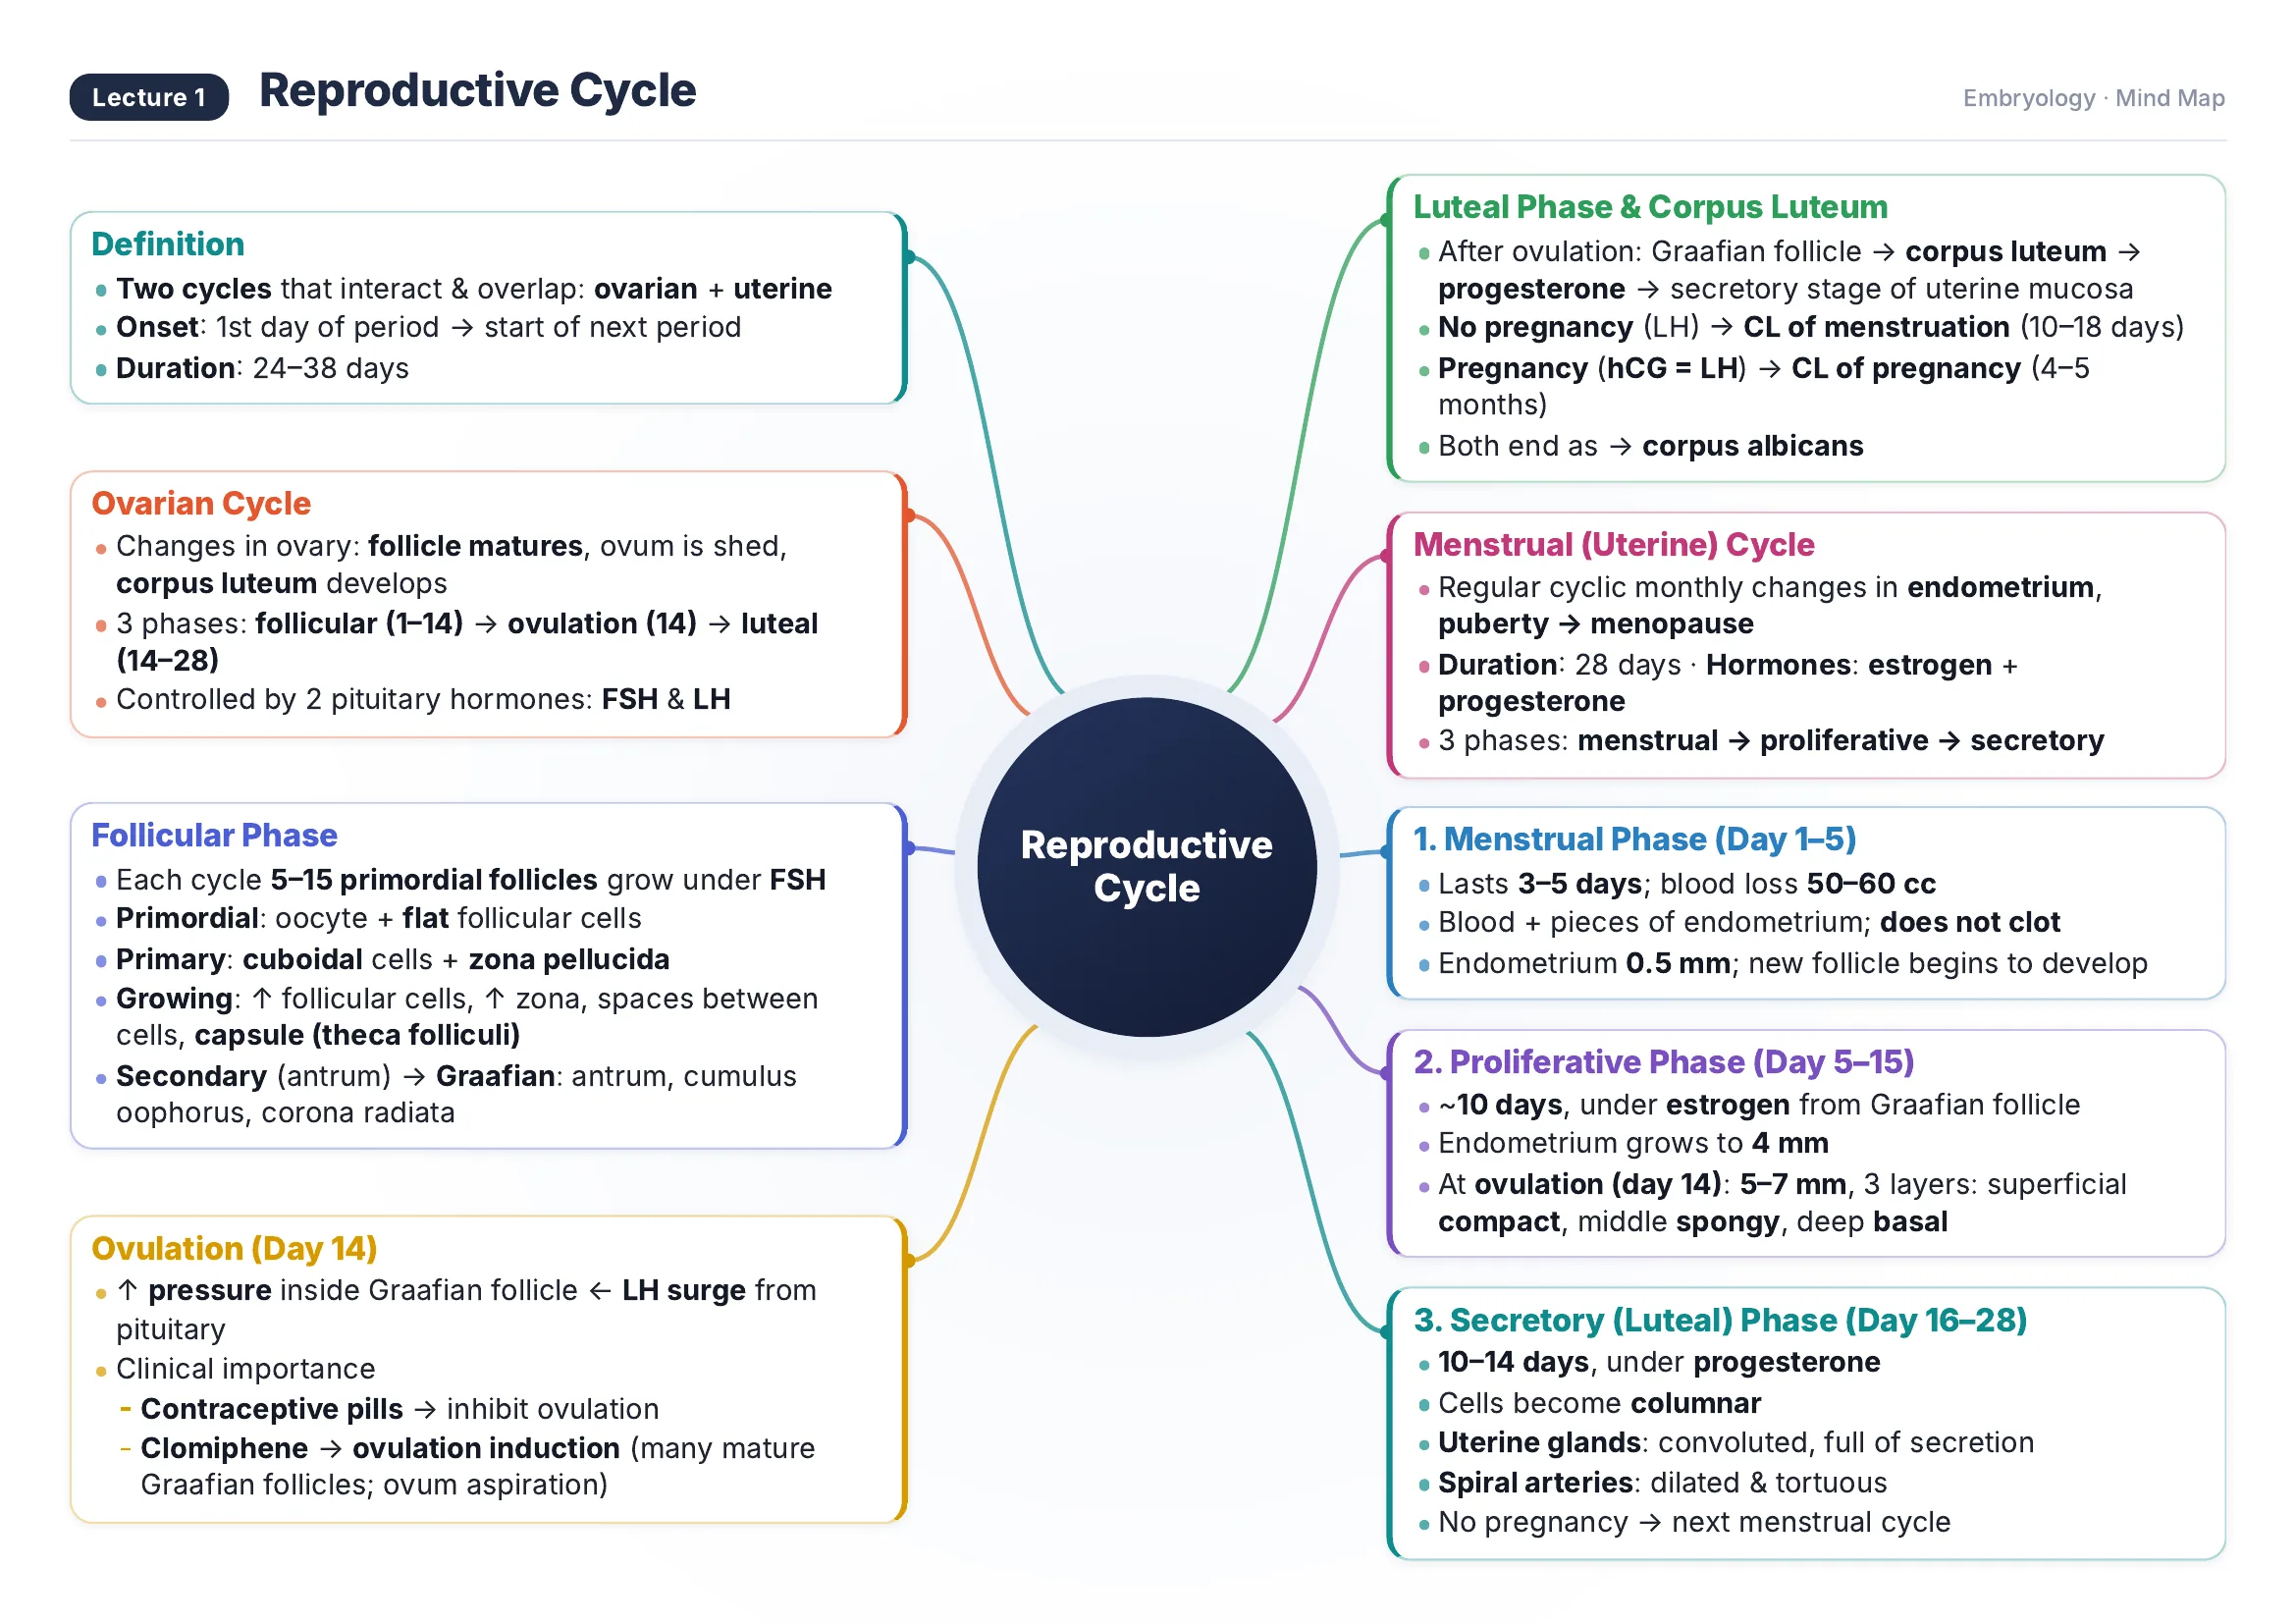 Lecture 1
Reproductive Cycle
Embryology · Mind Map
Definition
• Two cycles that interact & overlap: ovarian + uterine
• Onset: 1st day of period → start of next period
• Duration: 24–38 days
Ovarian Cycle
• Changes in ovary: follicle matures, ovum is shed,
corpus luteum develops
• 3 phases: follicular (1–14) → ovulation (14) → luteal
(14–28)
• Controlled by 2 pituitary hormones: FSH & LH
Follicular Phase
• Each cycle 5–15 primordial follicles grow under FSH
• Primordial: oocyte + flat follicular cells
• Primary: cuboidal cells + zona pellucida
• Growing: ↑ follicular cells, ↑ zona, spaces between
cells, capsule (theca folliculi)
• Secondary (antrum) → Graafian: antrum, cumulus
oophorus, corona radiata
Ovulation (Day 14)
• ↑ pressure inside Graafian follicle ← LH surge from
pituitary
• Clinical importance
- Contraceptive pills → inhibit ovulation
- Clomiphene → ovulation induction (many mature
Graafian follicles; ovum aspiration)
Reproductive
Cycle
Luteal Phase & Corpus Luteum
• After ovulation: Graafian follicle → corpus luteum →
progesterone → secretory stage of uterine mucosa
• No pregnancy (LH) → CL of menstruation (10–18 days)
• Pregnancy (hCG = LH) → CL of pregnancy (4–5
months)
• Both end as → corpus albicans
Menstrual (Uterine) Cycle
• Regular cyclic monthly changes in endometrium,
puberty → menopause
• Duration: 28 days · Hormones: estrogen +
progesterone
• 3 phases: menstrual → proliferative → secretory
1. Menstrual Phase (Day 1–5)
• Lasts 3–5 days; blood loss 50–60 cc
• Blood + pieces of endometrium; does not clot
• Endometrium 0.5 mm; new follicle begins to develop
2. Proliferative Phase (Day 5–15)
• ~10 days, under estrogen from Graafian follicle
• Endometrium grows to 4 mm
• At ovulation (day 14): 5–7 mm, 3 layers: superficial
compact, middle spongy, deep basal
3. Secretory (Luteal) Phase (Day 16–28)
• 10–14 days, under progesterone
• Cells become columnar
• Uterine glands: convoluted, full of secretion
• Spiral arteries: dilated & tortuous
• No pregnancy → next menstrual cycle